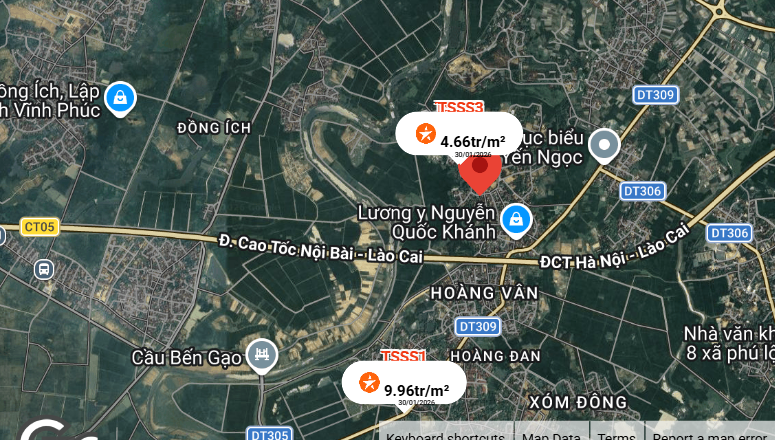 DT309
ồng Ích, Lập
h Vĩnh Phúc
ĐỒNG ÍCH
TSSS3
4.66tr/m²
30/01/2026
ục biểu
Yến Ngọc
DT306
Lương y Nguyễn
Quốc Khánh
CT05
DT306
Đ. Cao Tốc Nội Bài - Lào Cai
ĐCT Hà Nội - Lào Cai
HOÀNG VÂN
DT309
Nhà văn kh
8 xã phú lộ
Cầu Bến Gạo
TSSS1
HOÀNG ĐAN
9.96tr/m²
30/01/2026
XÓM ĐÔNG
DT305
Keyboard shortcuts
Map Data
Terms
Report a map error